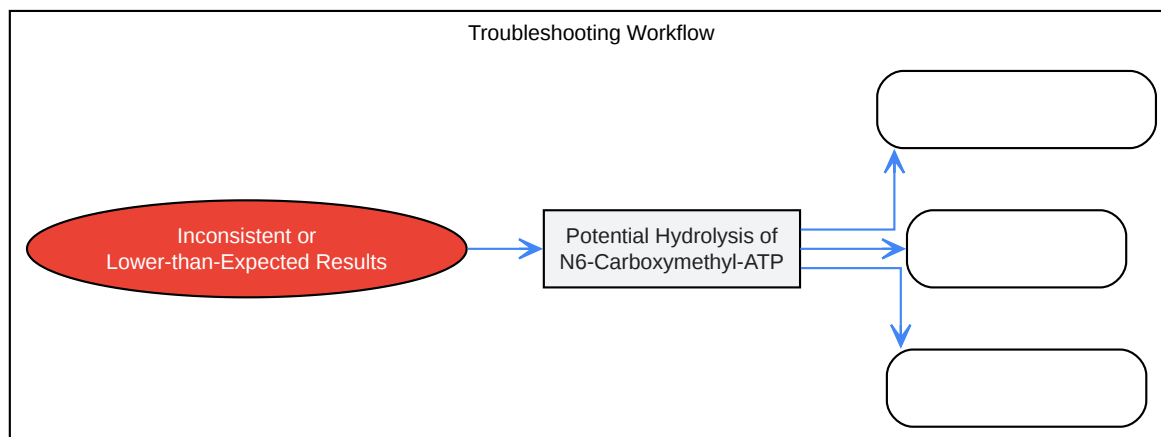 Troubleshooting Workflow
Inconsistent or
Lower-than-Expected Results
Potential Hydrolysis of
N6-Carboxymethyl-ATP